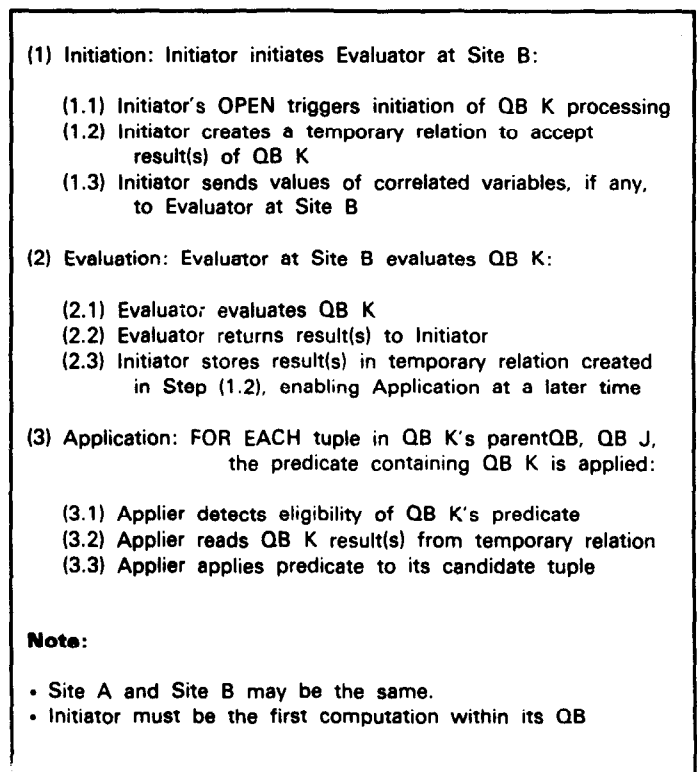 (1) Initiation: Initiator initiates Evaluator at Site B:
(1.1) Initiator's OPEN triggers initiation of QB K processing
(1.2) Initiator creates a temporary relation to accept
result(s) of QB K
(1.3) Initiator sends values of correlated variables, if any,
to Evaluator at Site B
(2) Evaluation: Evaluator at Site B evaluates QB K:
(2.1) Evaluator evaluates QB K
(2.2) Evaluator returns result(s) to Initiator
(2.3) Initiator stores result(s) in temporary relation created
in Step (1.2), enabling Application at a later time
(3) Application: FOR EACH tuple in QB K's parentQB, QB J,
the predicate containing QB K is applied:
(3.1) Applier detects eligibility of QB K's predicate
(3.2) Applier reads QB K result(s) from temporary relation
(3.3) Applier applies predicate to its candidate tuple
Note:
• Site A and Site B may be the same.
• Initiator must be the first computation within its QB